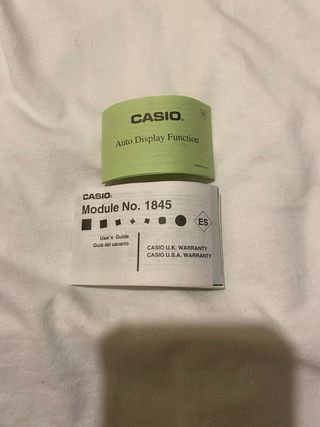 CASIO.
Auto Display Function
CASIO®
Module No. 1845
ES
User's Guide
Guía del usuario
CASIO U.K. WARRANTY
CASIO U.S.A. WARRANTY